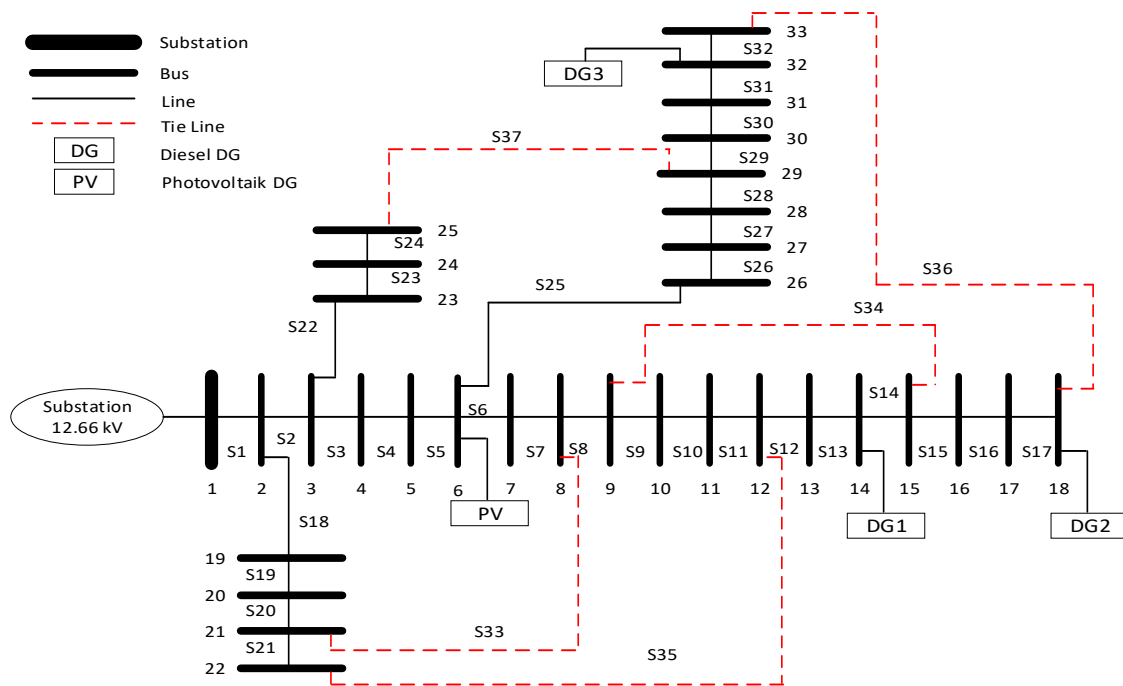 Substation
Bus
Line
Tie Line
DG
Diesel DG
PV
Photovoltaik DG
33
S32
DG3
32
S31
31
S30
30
S37
S29
29
S28
28
25
S24
S27
27
24
S23
S26
26
S36
23
S25
S34
S22
Substation
12.66 kV
S14
S6
S1
S2
S3
S4
S5
S7
S8
S9
S10
S11
S12
S13
S15
S16
S17
1
2
3
4
5
6
7
8
9
10
11
12
13
14
15
16
17
18
PV
DG1
DG2
S18
19
S19
20
S20
21
S33
S21
S35
22